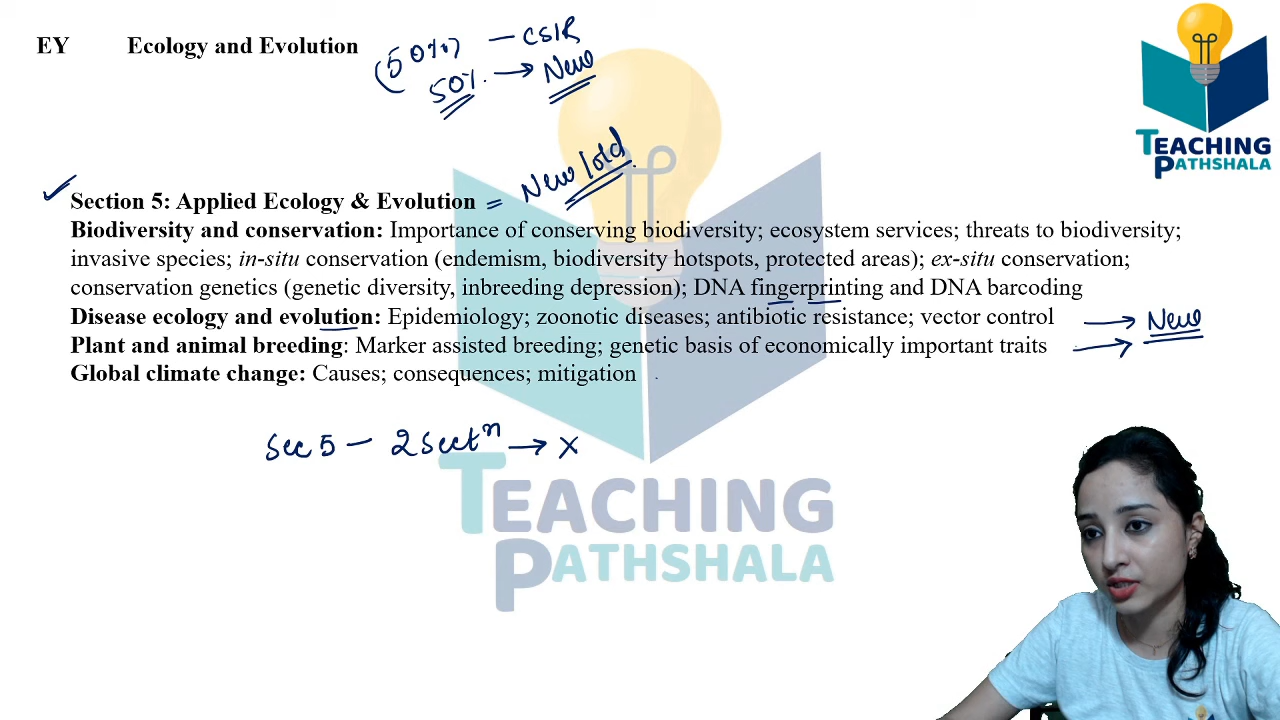 EY Ecology and Evolution
(50%) — CSIR
50% → New
TEACHING
PATHSHALA
New/old
Section 5: Applied Ecology & Evolution =
Biodiversity and conservation: Importance of conserving biodiversity; ecosystem services; threats to biodiversity;
invasive species; in-situ conservation (endemism, biodiversity hotspots, protected areas); ex-situ conservation;
conservation genetics (genetic diversity, inbreeding depression); DNA fingerprinting and DNA barcoding
Disease ecology and evolution: Epidemiology; zoonotic diseases; antibiotic resistance; vector control → New
Plant and animal breeding: Marker assisted breeding; genetic basis of economically important traits →
Global climate change: Causes; consequences; mitigation
Sec 5 — 2 sectⁿ → x
TEACHING
PATHSHALA